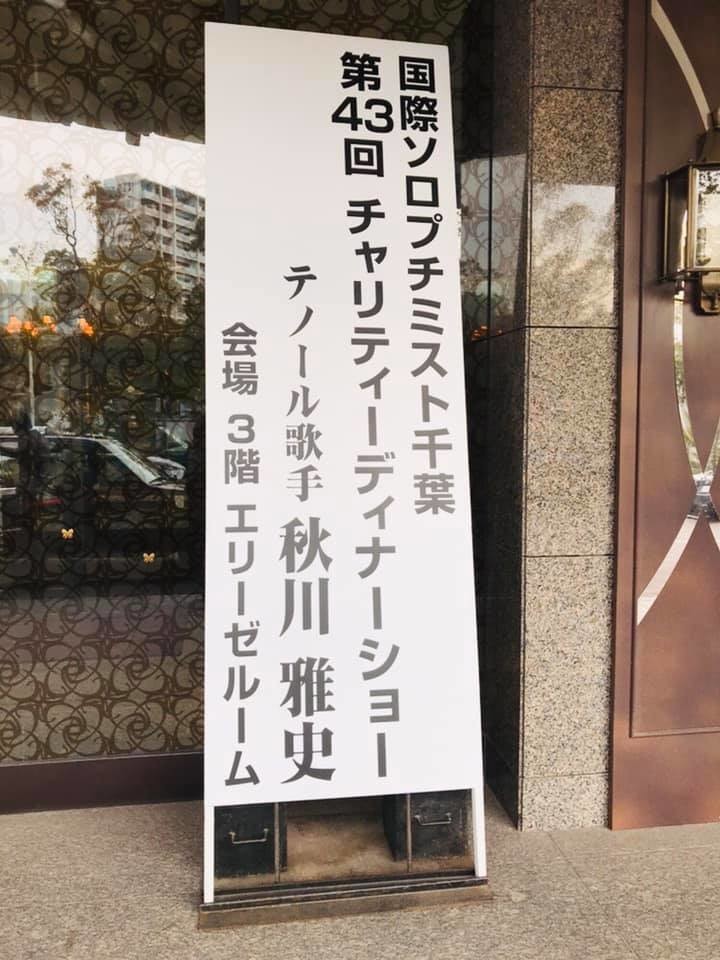 国際ソロプチミスト千葉
第43回 チャリティーディナーショー
テノール歌手 秋川 雅史
会場 3階 エリーゼルーム